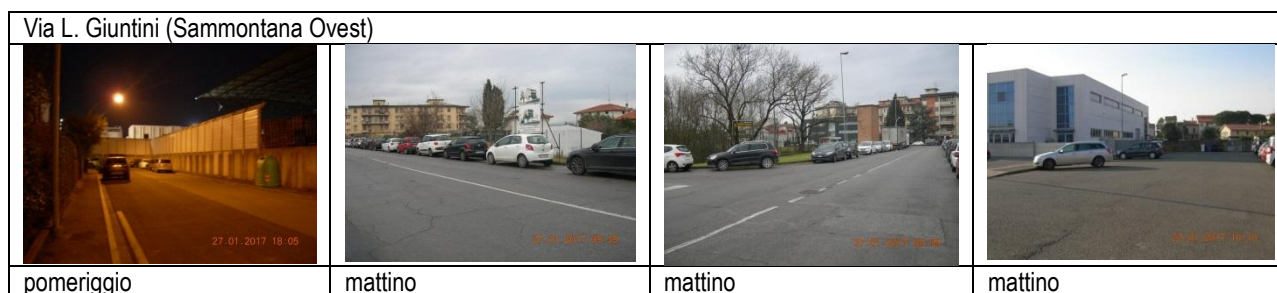 Via L. Giuntini (Sammontana Ovest)
27.01.2017 18:05
pomeriggio
mattino
mattino
mattino